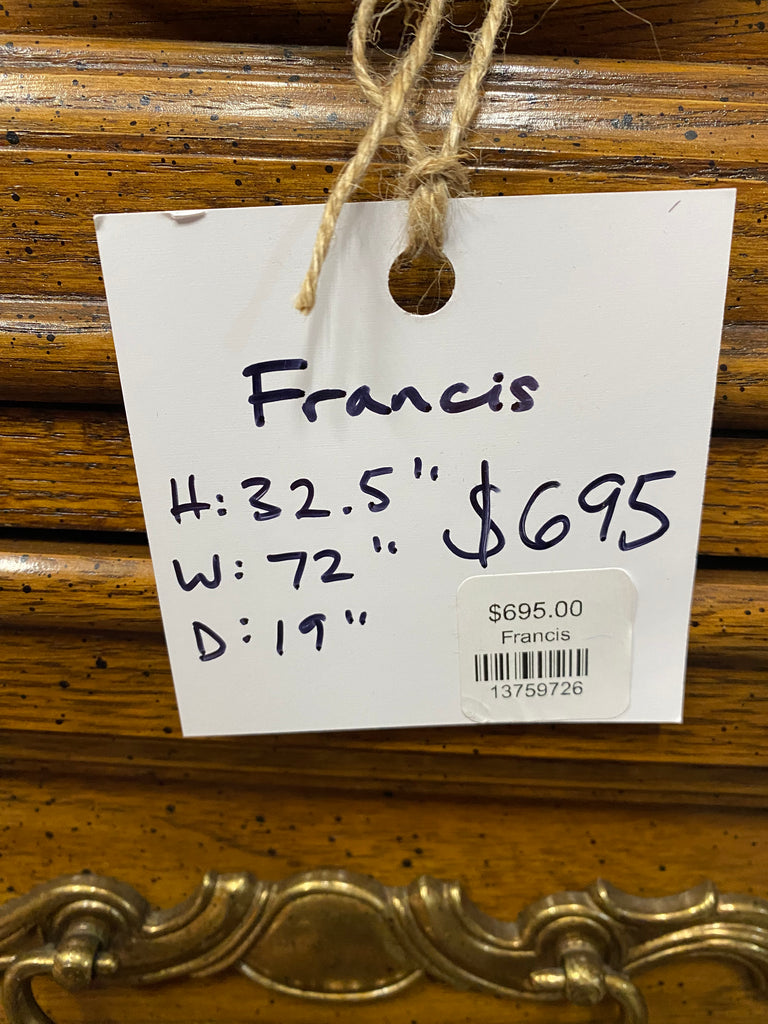 Francis
H: 32.5" $695
W: 72"
D: 19"
$695.00
Francis
13759726